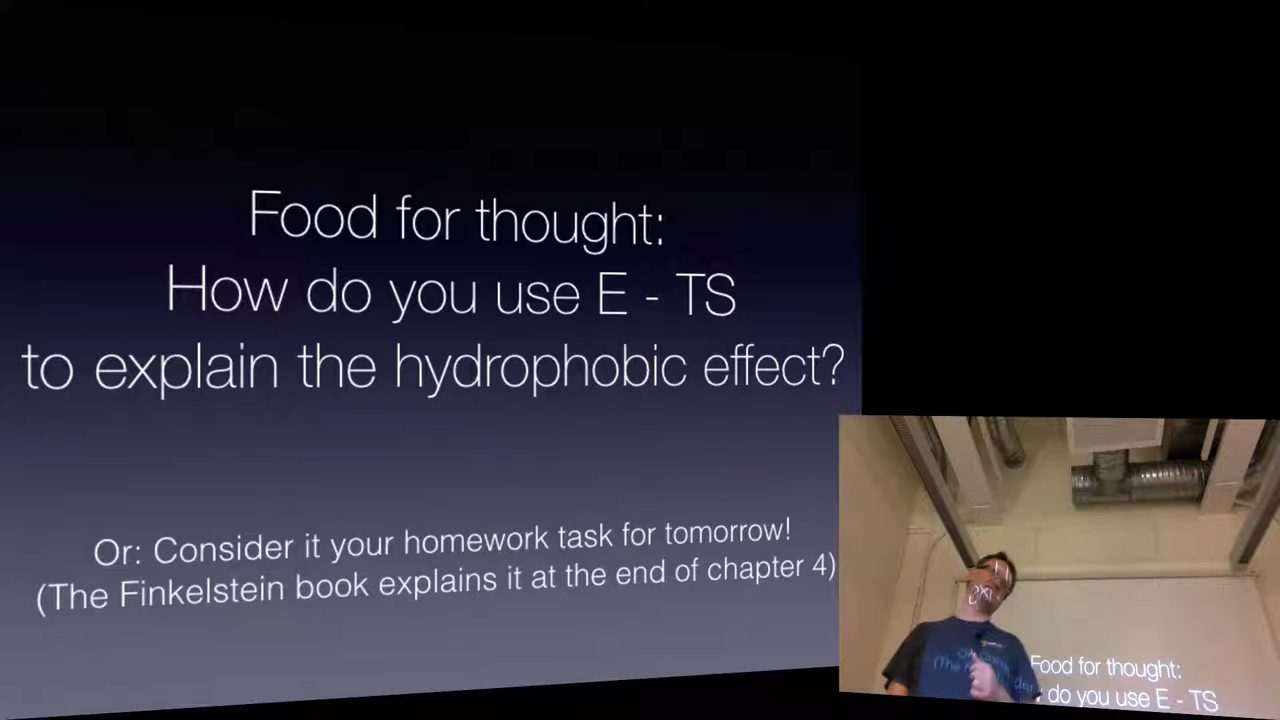 Food for thought:
How do you use E - TS
to explain the hydrophobic effect?
Or: Consider it your homework task for tomorrow!
(The Finkelstein book explains it at the end of chapter 4)
Food for thought:
do you use E - TS